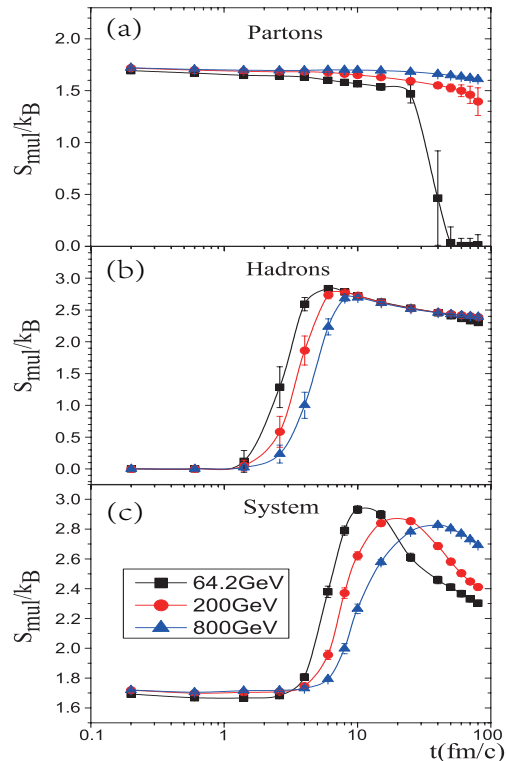 (a) Partons
S_mul/k_B
2.0
1.5
1.0
0.5
0.0
(b) Hadrons
S_mul/k_B
3.0
2.5
2.0
1.5
1.0
0.5
0.0
(c) System
S_mul/k_B
3.0
2.8
2.6
2.4
2.2
2.0
1.8
1.6
64.2GeV
200GeV
800GeV
0.1 1 10 100
t(fm/c)